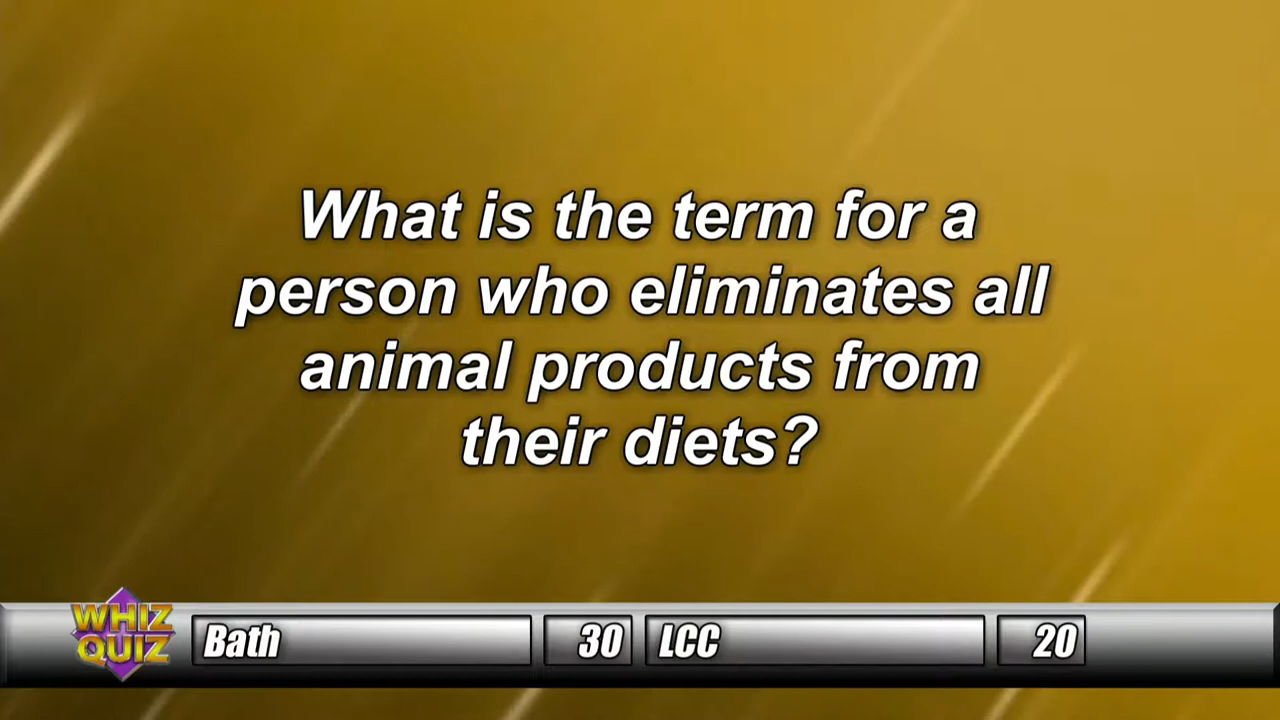 What is the term for a
person who eliminates all
animal products from
their diets?
WHIZ
QUIZ
Bath 30 LCC 20